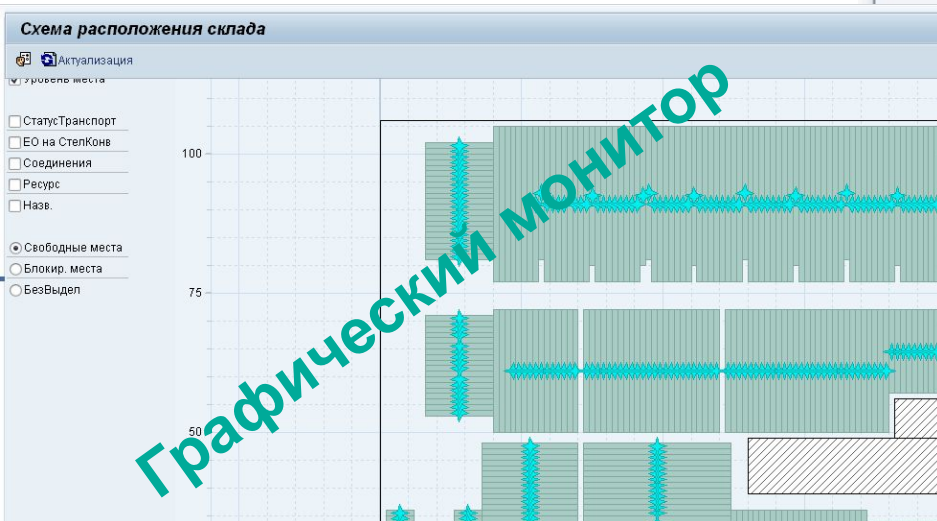 Схема расположения склада
Актуализация
Уровень места
СтатусТранспорт
ЕО на СтелКонв
Соединения
Ресурс
Назв.
Свободные места
Блокир. места
БезВыдел
100
75
50
Графический монитор